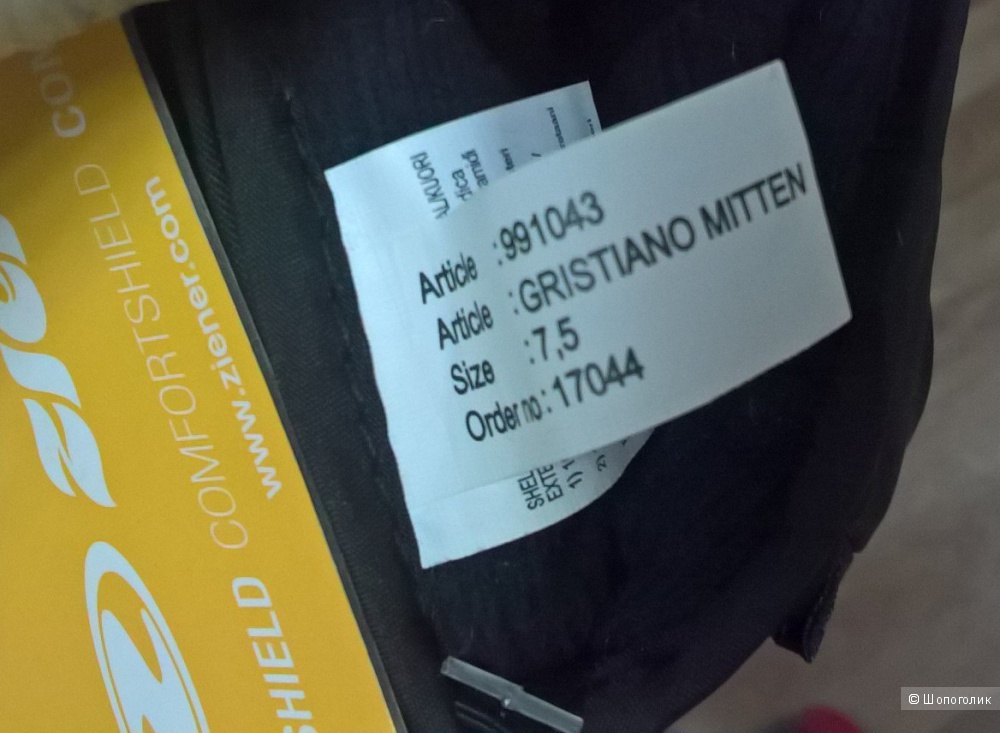 Article :991043
Article :GRISTIANO MITTEN
Size :7,5
Order no : 17044
COMFORTSHIELD
www.ziener.com
SHIELD
© Шопоголик